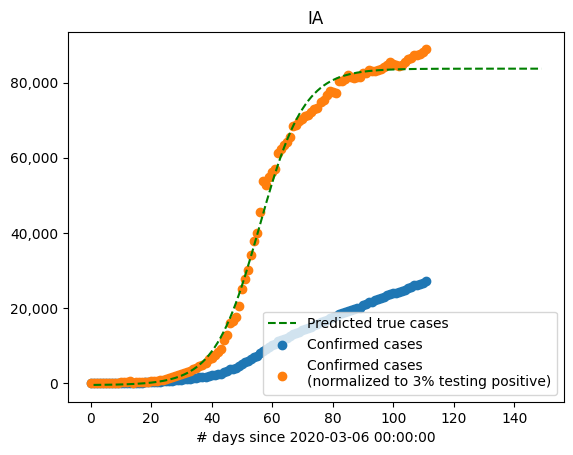 IA
80,000
60,000
40,000
20,000
0
Predicted true cases
Confirmed cases
Confirmed cases
(normalized to 3% testing positive)
0 20 40 60 80 100 120 140
# days since 2020-03-06 00:00:00